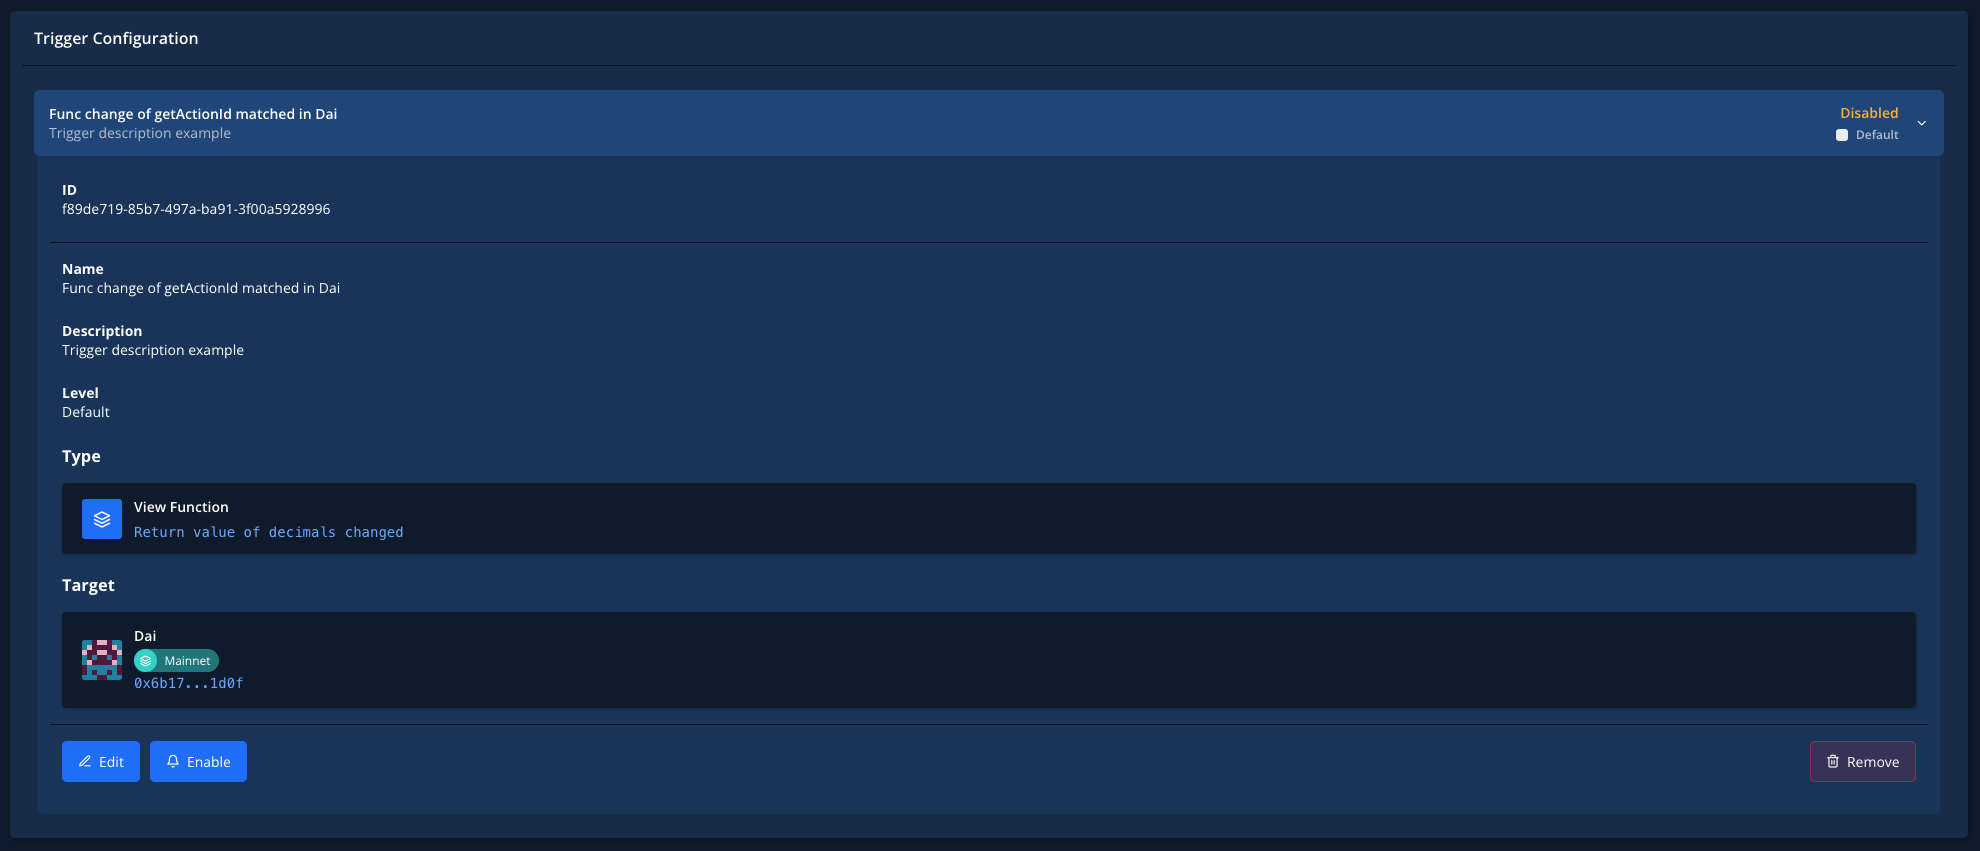 Trigger Configuration
Func change of getActionId matched in Dai
Trigger description example
Disabled
Default
ID
f89de719-85b7-497a-ba91-3f00a5928996
Name
Func change of getActionId matched in Dai
Description
Trigger description example
Level
Default
Type
View Function
Return value of decimals changed
Target
Dai
Mainnet
0x6b17...1d0f
Edit
Enable
Remove